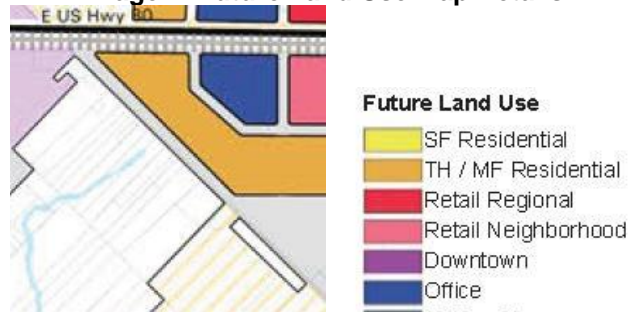 E US Hwy 80
Future Land Use
SF Residential
TH / MF Residential
Retail Regional
Retail Neighborhood
Downtown
Office